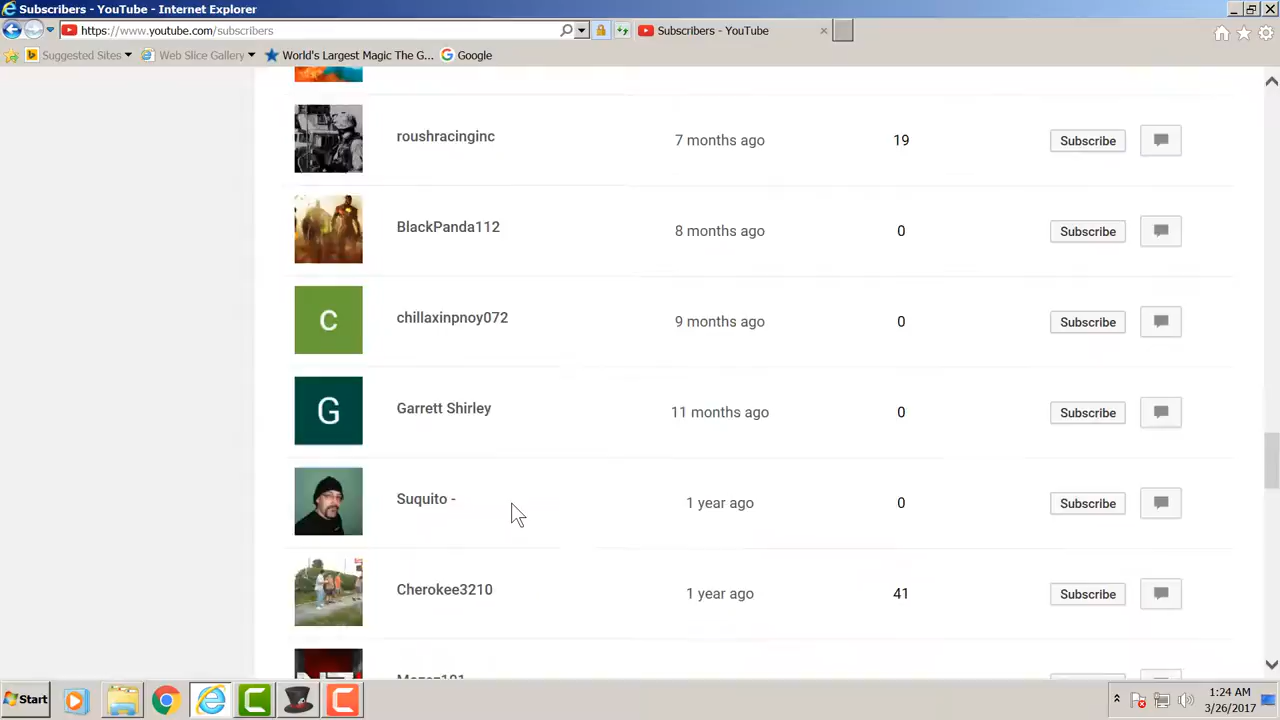 Subscribers - YouTube - Internet Explorer
https://www.youtube.com/subscribers
Subscribers - YouTube
Suggested Sites
Web Slice Gallery
World's Largest Magic The G...
Google
roushracinginc 7 months ago 19 Subscribe
BlackPanda112 8 months ago 0 Subscribe
C
chillaxinpnoy072 9 months ago 0 Subscribe
G
Garrett Shirley 11 months ago 0 Subscribe
Suquito - 1 year ago 0 Subscribe
Cherokee3210 1 year ago 41 Subscribe
Start
1:24 AM
3/26/2017